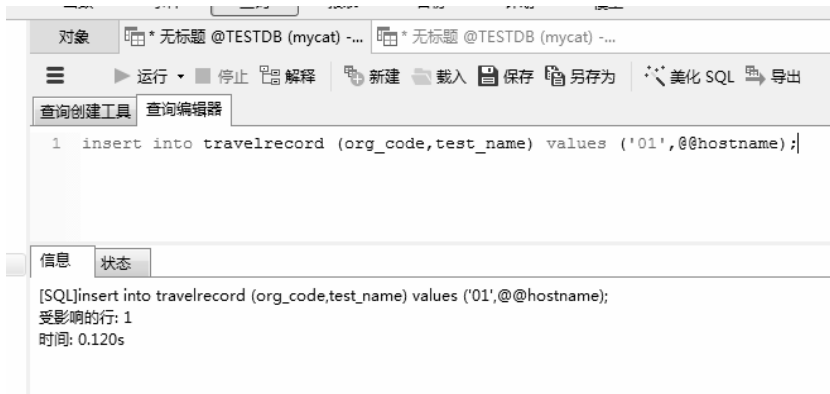 对象 * 无标题 @TESTDB (mycat) -... * 无标题 @TESTDB (mycat) -...
运行 停止 解释 新建 载入 保存 另存为 美化 SQL 导出
查询创建工具 查询编辑器
1 insert into travelrecord (org_code,test_name) values ('01',@@hostname);
信息 状态
[SQL]insert into travelrecord (org_code,test_name) values ('01',@@hostname);
受影响的行: 1
时间: 0.120s